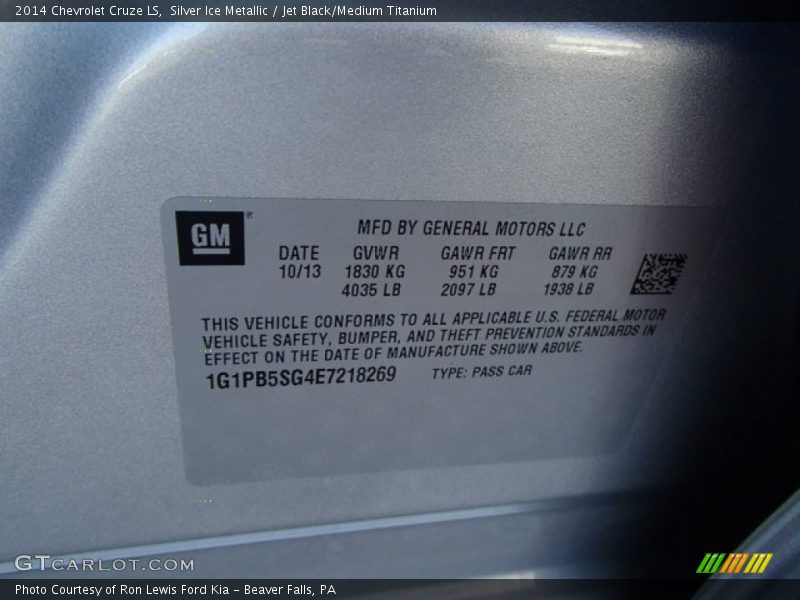 2014 Chevrolet Cruze LS, Silver Ice Metallic / Jet Black/Medium Titanium
GM
MFD BY GENERAL MOTORS LLC
DATE GVWR GAWR FRT GAWR RR
10/13 1830 KG 951 KG 879 KG
4035 LB 2097 LB 1938 LB
THIS VEHICLE CONFORMS TO ALL APPLICABLE U.S. FEDERAL MOTOR
VEHICLE SAFETY, BUMPER, AND THEFT PREVENTION STANDARDS IN
EFFECT ON THE DATE OF MANUFACTURE SHOWN ABOVE.
1G1PB5SG4E7218269 TYPE: PASS CAR
GTCARLOT.COM
Photo Courtesy of Ron Lewis Ford Kia - Beaver Falls, PA